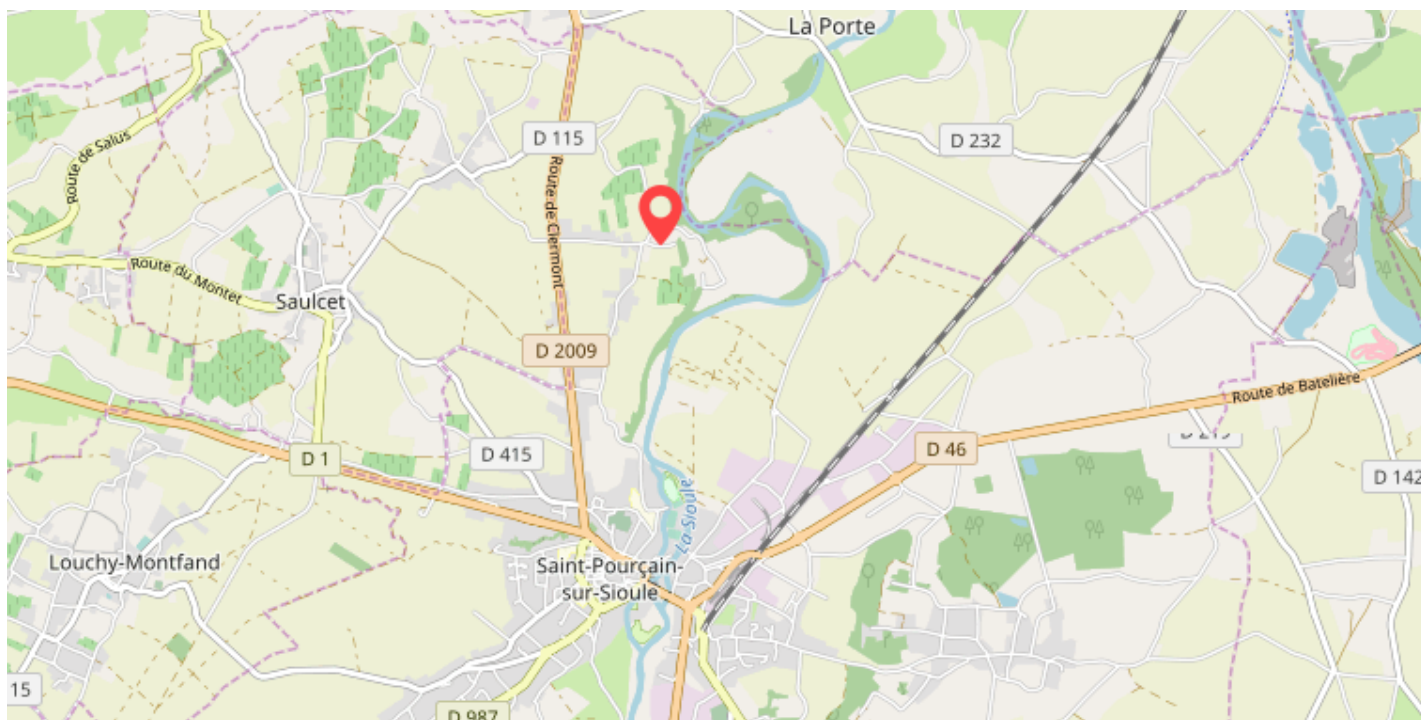 La Porte
Route de Salus
D 115
D 232
Route de Clermont
Route du Montet
Saulcet
D 2009
Route de Batelière
D 1
D 415
D 46
D 142
La Sioule
Louchy-Montfand
Saint-Pourçain-
sur-Sioule
15
D 987